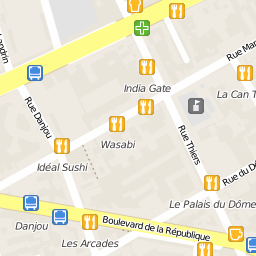 Landrin
India Gate
Rue Mar
La Can T
Rue Danjou
Wasabi
Rue Thiers
Idéal Sushi
Rue du Dô
Le Palais du Dôme
Boulevard de la République
Danjou
Les Arcades